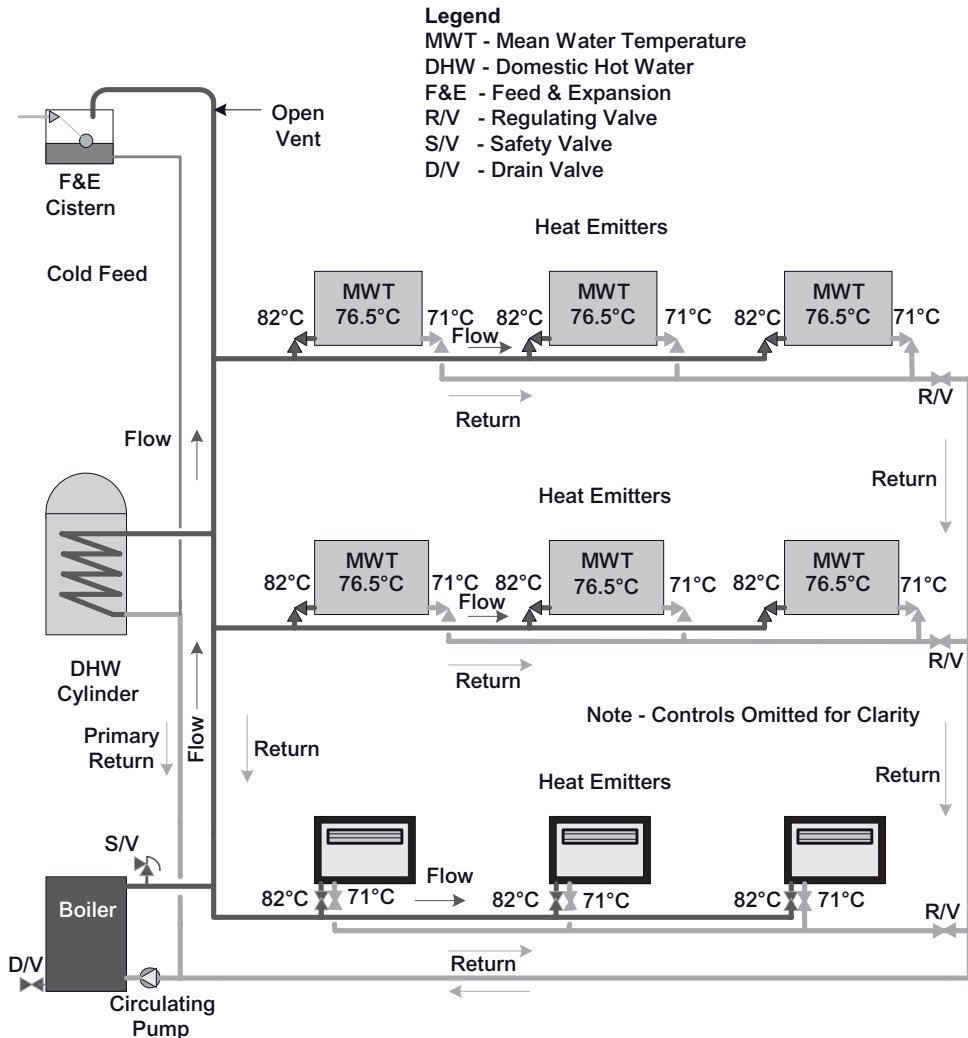 Legend
MWT - Mean Water Temperature
DHW - Domestic Hot Water
F&E - Feed & Expansion
R/V - Regulating Valve
S/V - Safety Valve
D/V - Drain Valve
Open
Vent
F&E
Cistern
Cold Feed
Heat Emitters
MWT
76.5°C
MWT
76.5°C
MWT
76.5°C
82°C
71°C
Flow
82°C
71°C
82°C
71°C
R/V
Return
Flow
Return
Heat Emitters
MWT
76.5°C
MWT
76.5°C
MWT
76.5°C
82°C
71°C
Flow
82°C
71°C
82°C
71°C
R/V
Return
DHW
Cylinder
Note - Controls Omitted for Clarity
Primary
Return
Flow
Return
Return
Heat Emitters
S/V
Boiler
Flow
82°C
71°C
82°C
71°C
82°C
71°C
R/V
D/V
Return
Circulating
Pump